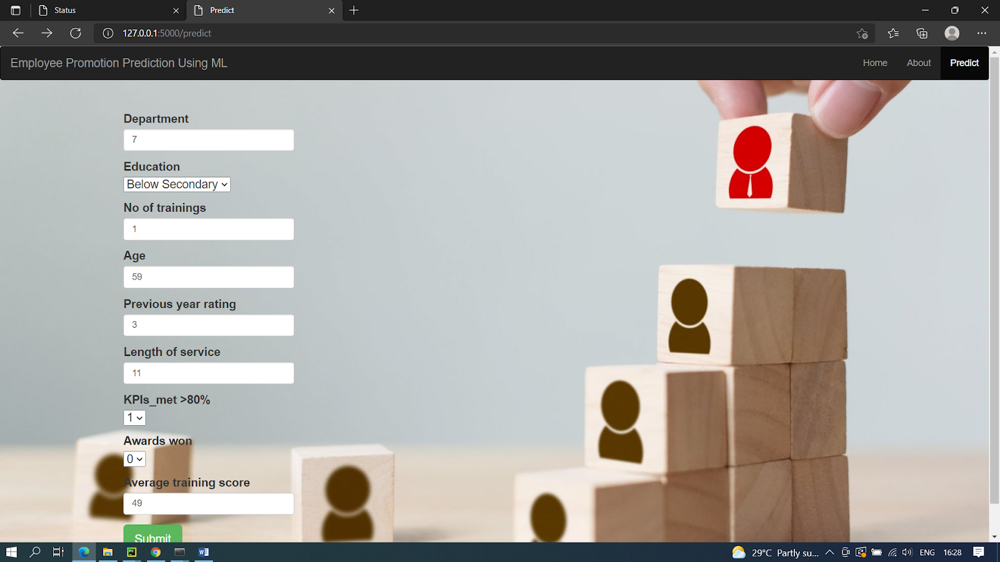 Status
Predict
127.0.0.1:5000/predict
Employee Promotion Prediction Using ML
Home
About
Predict
Department
7
Education
Below Secondary
No of trainings
1
Age
59
Previous year rating
3
Length of service
11
KPIs_met >80%
1
Awards won
0
Average training score
49
Submit
29°C Partly su...
ENG
16:28